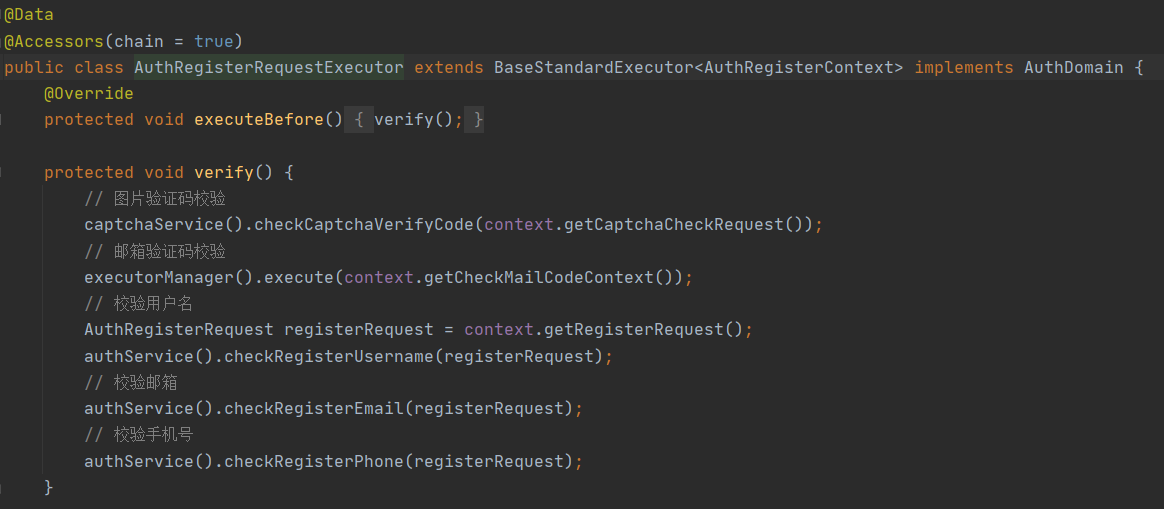 @Data
@Accessors(chain = true)
public class AuthRegisterRequestExecutor extends BaseStandardExecutor<AuthRegisterContext> implements AuthDomain {
@Override
protected void executeBefore() { verify(); }
protected void verify() {
// 图片验证码校验
captchaService().checkCaptchaVerifyCode(context.getCaptchaCheckRequest());
// 邮箱验证码校验
executorManager().execute(context.getCheckMailCodeContext());
// 校验用户名
AuthRegisterRequest registerRequest = context.getRegisterRequest();
authService().checkRegisterUsername(registerRequest);
// 校验邮箱
authService().checkRegisterEmail(registerRequest);
// 校验手机号
authService().checkRegisterPhone(registerRequest);
}